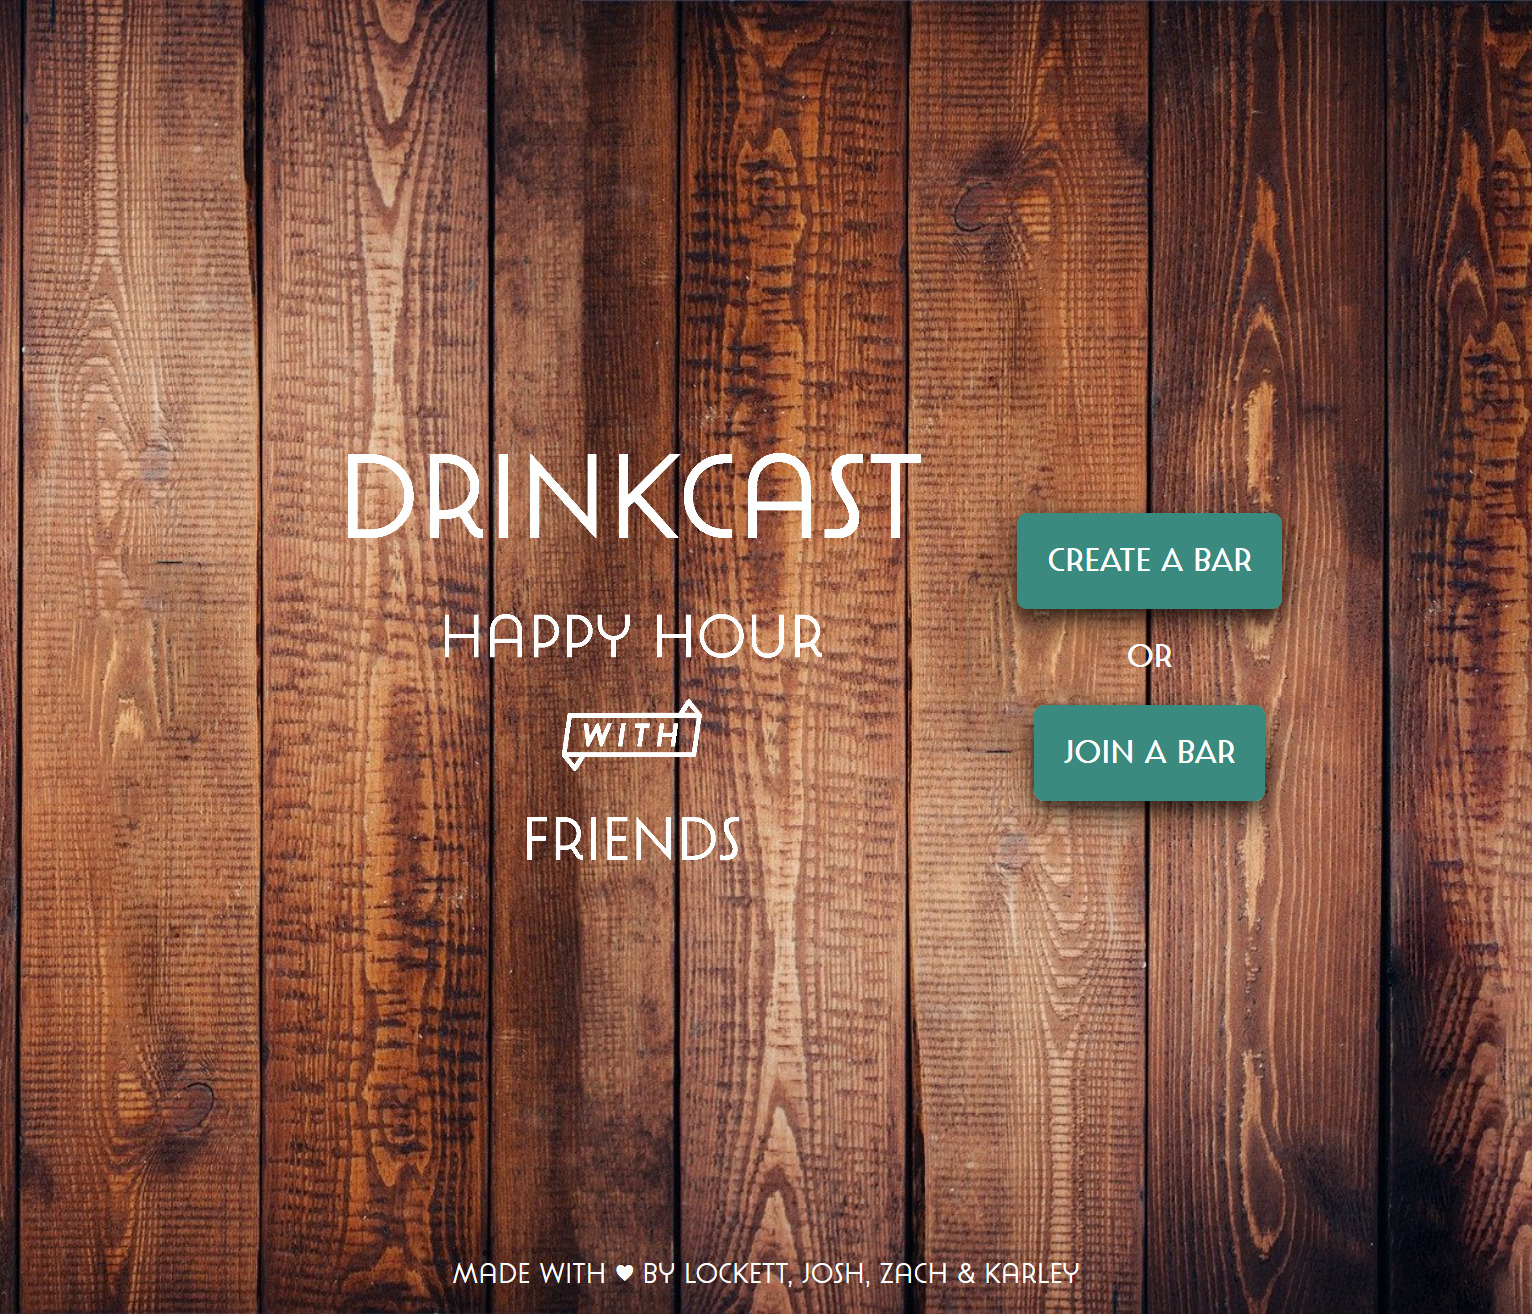 DRINKCAST
HAPPY HOUR
WITH
FRIENDS
CREATE A BAR
OR
JOIN A BAR
MADE WITH ♥ BY LOCKETT, JOSH, ZACH & KARLEY